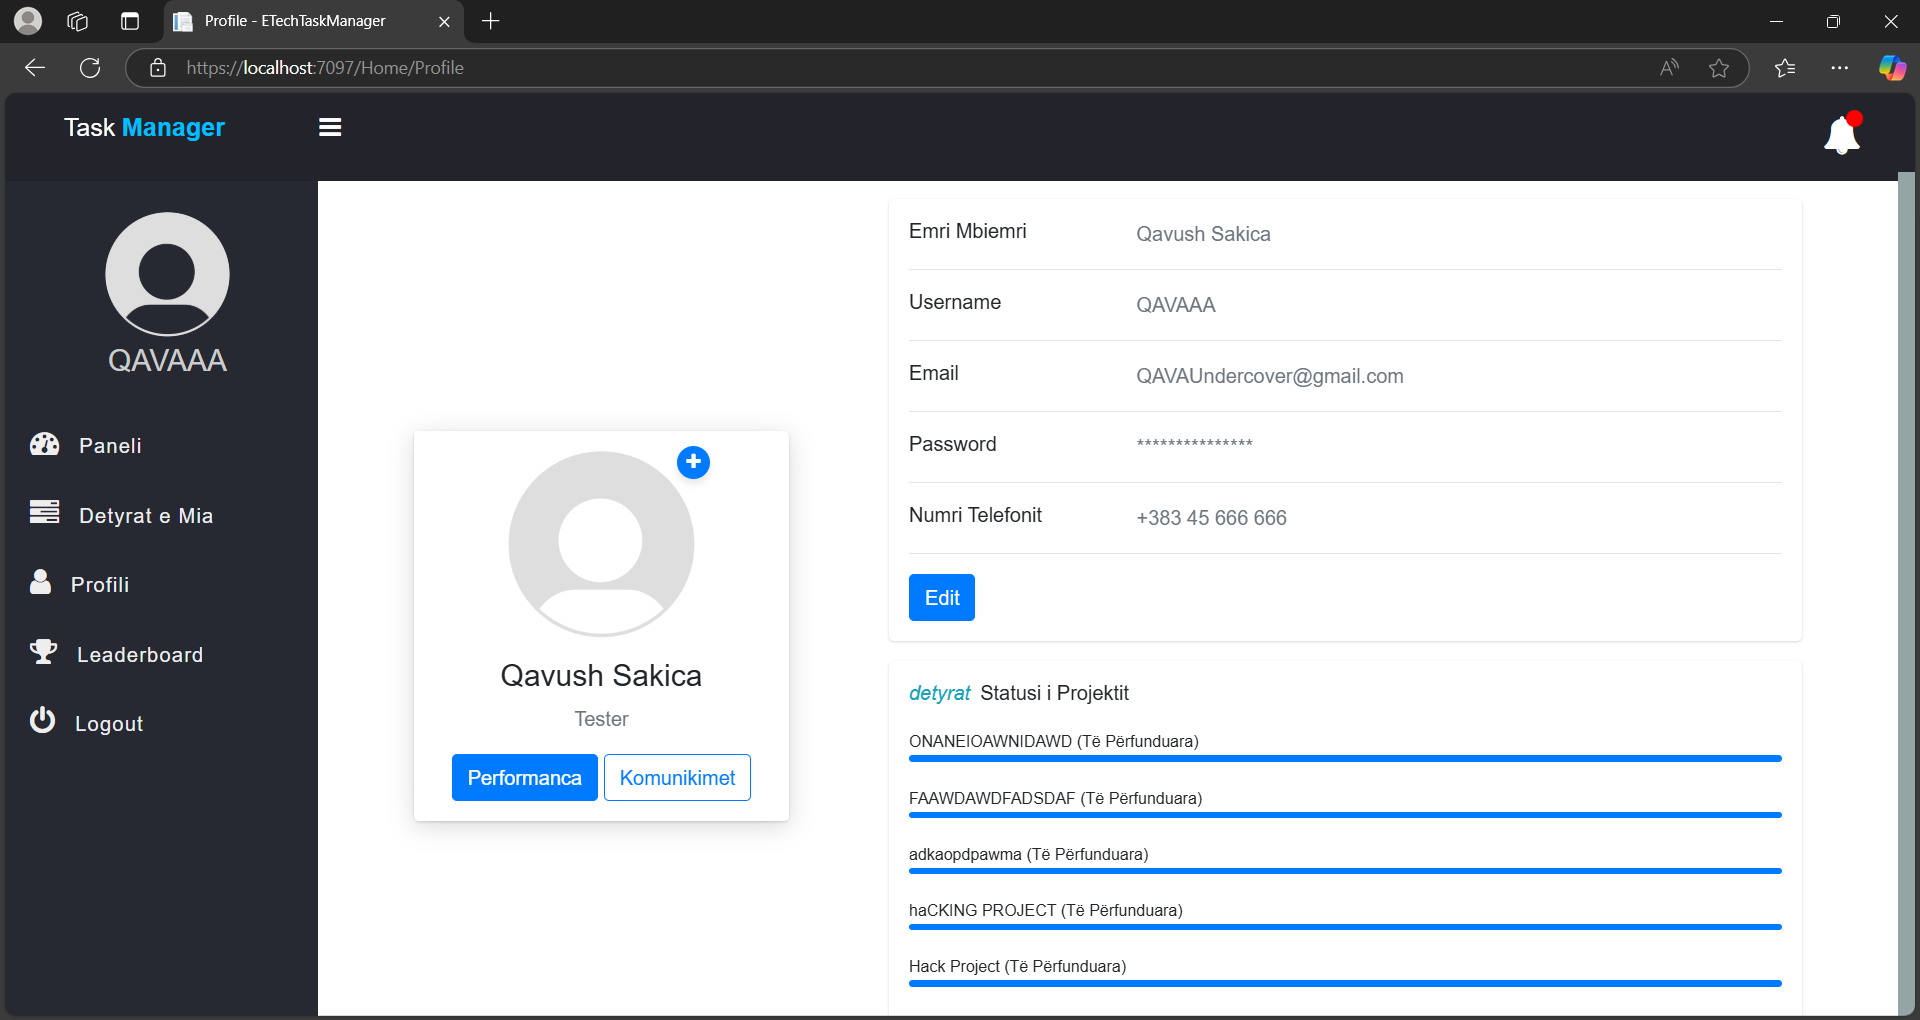 Profile - ETechTaskManager
https://localhost:7097/Home/Profile
Task Manager
QAVAAA
Paneli
Detyrat e Mia
Profili
Leaderboard
Logout
Qavush Sakica
Tester
Performanca
Komunikimet
Emri Mbiemri
Qavush Sakica
Username
QAVAAA
Email
QAVAUndercover@gmail.com
Password
***************
Numri Telefonit
+383 45 666 666
Edit
detyrat Statusi i Projektit
ONANEIOAWNIDAWD (Të Përfunduara)
FAAWDAWDFADSDAF (Të Përfunduara)
adkaopdpawma (Të Përfunduara)
haCKING PROJECT (Të Përfunduara)
Hack Project (Të Përfunduara)